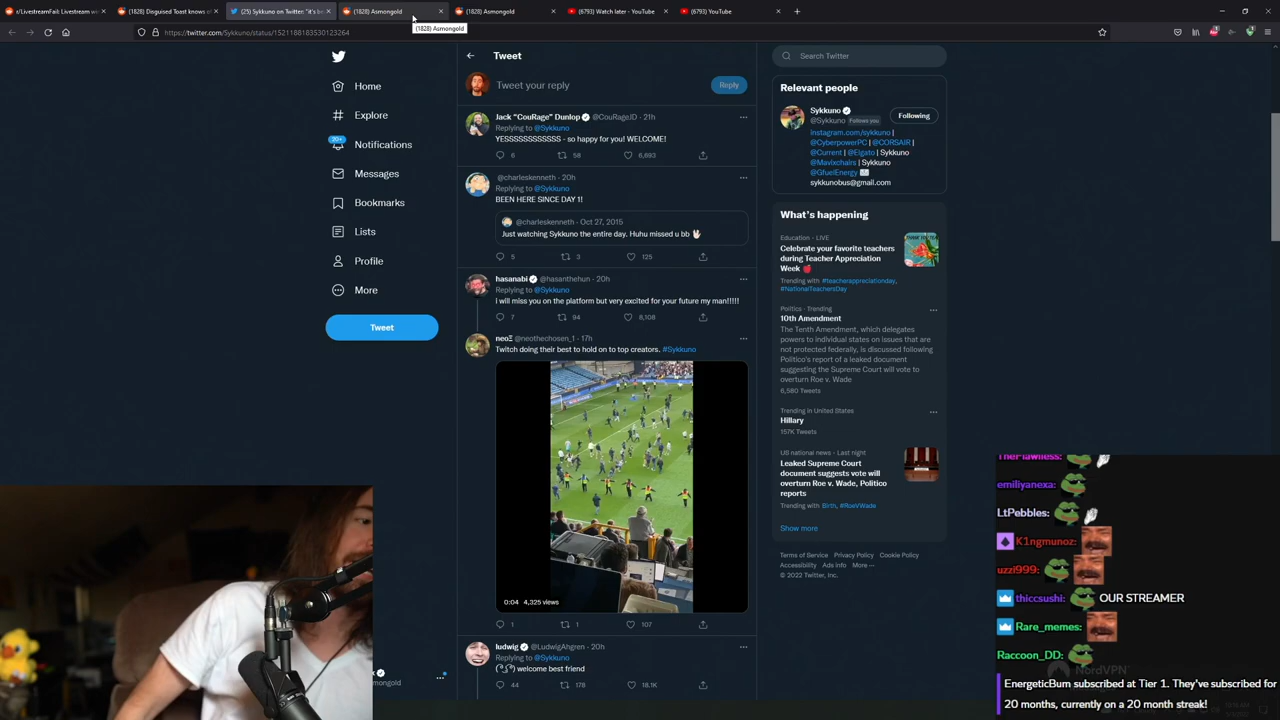 r/LivestreamFail: Livestream wi
(1828) Disguised Toast knows of
(25) Sykkuno on Twitter: "it's be
(1828) Asmongold
(1828) Asmongold
(6793) Watch later - YouTube
(6793) YouTube
(1828) Asmongold
https://twitter.com/Sykkuno/status/1521188183530123264
Home
Explore
20+
Notifications
Messages
Bookmarks
Lists
Profile
More
Tweet
Tweet
Tweet your reply
Reply
Jack "CouRage" Dunlop @CouRageJD · 21h
Replying to @Sykkuno
YESSSSSSSSSSS - so happy for you! WELCOME!
6 58 6,693
@charleskenneth · 20h
Replying to @Sykkuno
BEEN HERE SINCE DAY 1!
@charleskenneth · Oct 27, 2015
Just watching Sykkuno the entire day. Huhu missed u bb
5 3 125
hasanabi @hasanthehun · 20h
Replying to @Sykkuno
i will miss you on the platform but very excited for your future my man!!!!!
7 94 8,108
neoΞ @neothechosen_1 · 17h
Twitch doing their best to hold on to top creators. #Sykkuno
0:04 4,325 views
1 1 107
ludwig @LudwigAhgren · 20h
Replying to @Sykkuno
( ͡° ͜ʖ ͡°) welcome best friend
44 178 18.1K
Search Twitter
Relevant people
Sykkuno
@Sykkuno Follows you
Following
instagram.com/sykkuno |
@CyberpowerPC | @CORSAIR |
@Current | @Elgato | Sykkuno
@Mavixchairs | Sykkuno
@GfuelEnergy
sykkunobus@gmail.com
What's happening
Education · LIVE
Celebrate your favorite teachers
during Teacher Appreciation
Week
Trending with #teacherappreciationday,
#NationalTeachersDay
Politics · Trending
10th Amendment
The Tenth Amendment, which delegates
powers to individual states on issues that are
not protected federally, is discussed following
Politico's report of a leaked document
suggesting the Supreme Court will vote to
overturn Roe v. Wade
6,580 Tweets
Trending in United States
Hillary
157K Tweets
US national news · Last night
Leaked Supreme Court
document suggests vote will
overturn Roe v. Wade, Politico
reports
Trending with Birth, #RoeVWade
Show more
Terms of Service Privacy Policy Cookie Policy
Accessibility Ads info More ···
© 2022 Twitter, Inc.
TheFlawless:
emiliyanexa:
LtPebbles:
K1ngmunoz:
uzzi999:
thiccsushi: OUR STREAMER
Rare_memes:
Raccoon_DD:
NordVPN
EnergeticBum subscribed at Tier 1. They've subscribed for
20 months, currently on a 20 month streak!